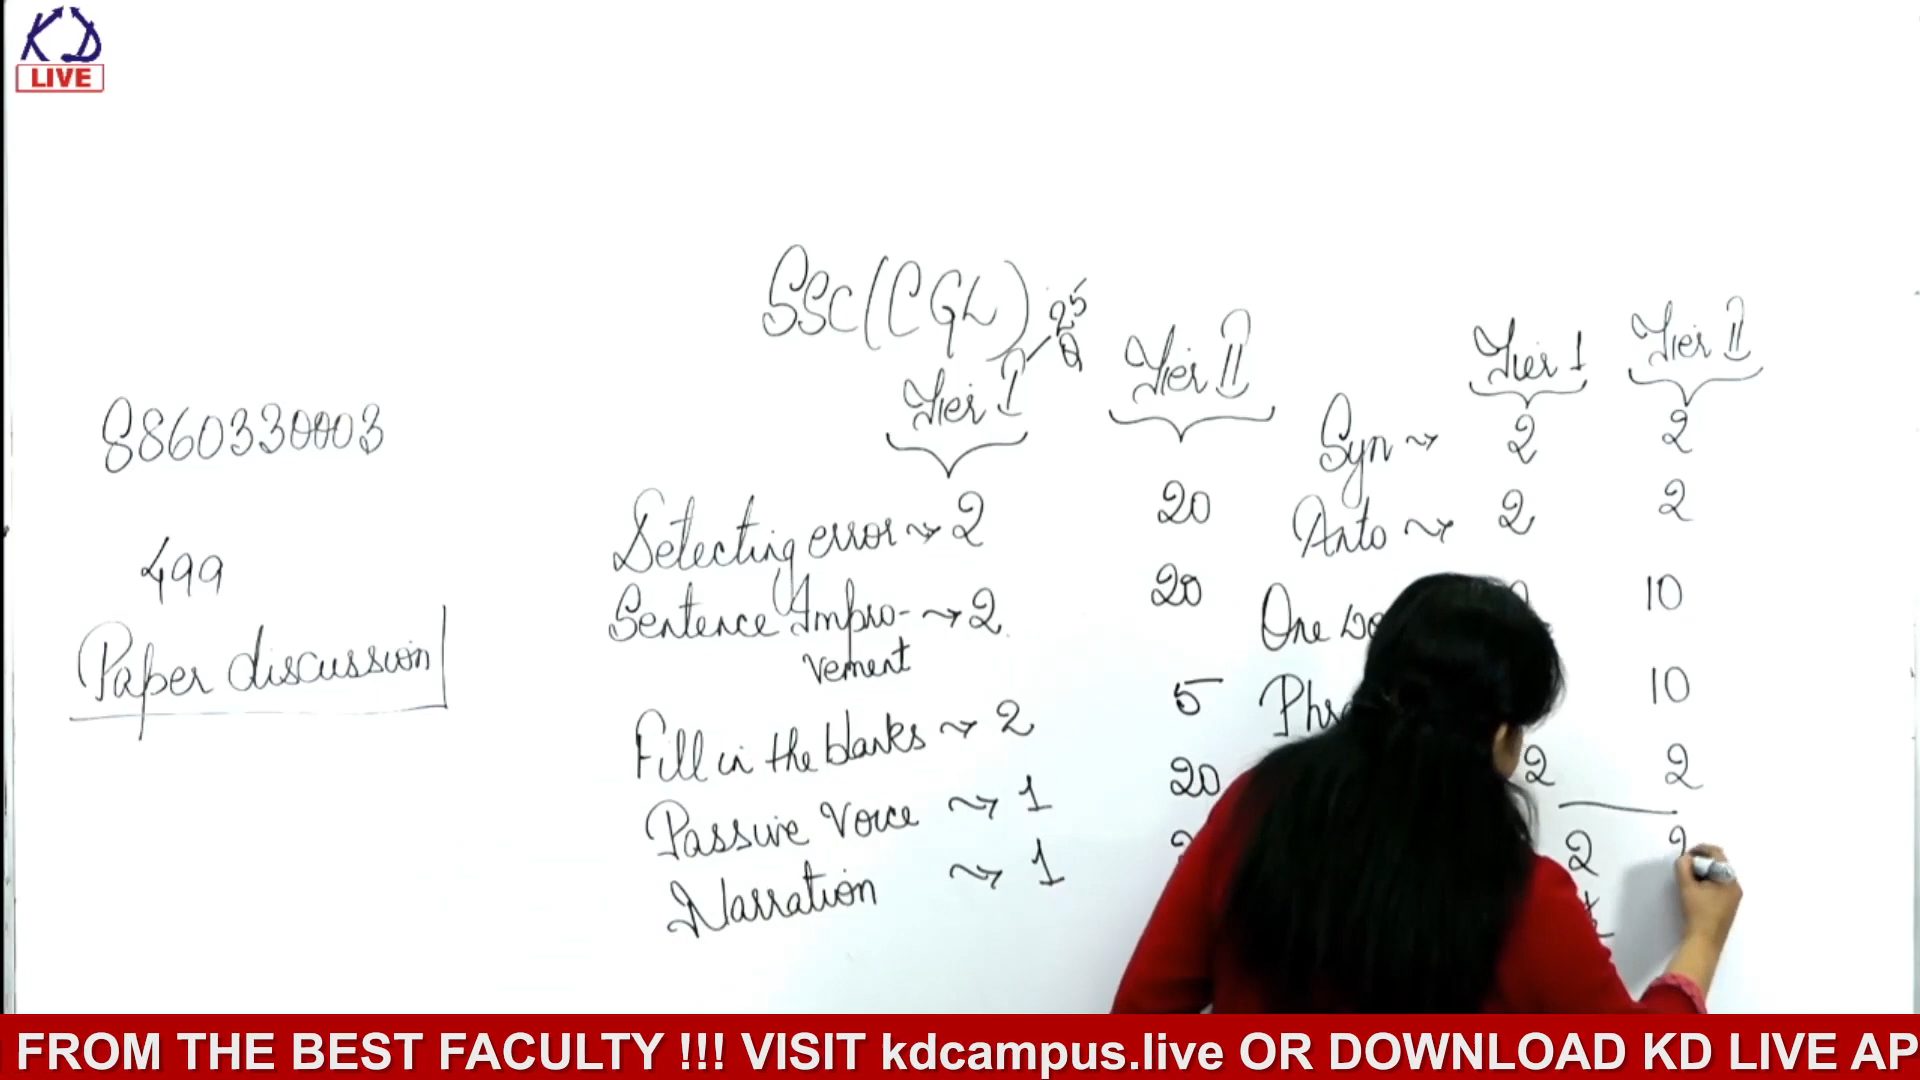 KD
LIVE
SSC(CGL)
25
Q
Tier I
Tier II
Tier I
Tier II
8860330003
499
Paper discussion
Detecting error ⇝ 2 20
Sentence Impro- ⇝ 2 20
vement
Fill in the blanks ⇝ 2 5
Passive Voice ⇝ 1 20
Narration ⇝ 1
Syn ⇝ 2 2
Anto ⇝ 2 2
One 10
10
2 2
2
FROM THE BEST FACULTY !!! VISIT kdcampus.live OR DOWNLOAD KD LIVE AP